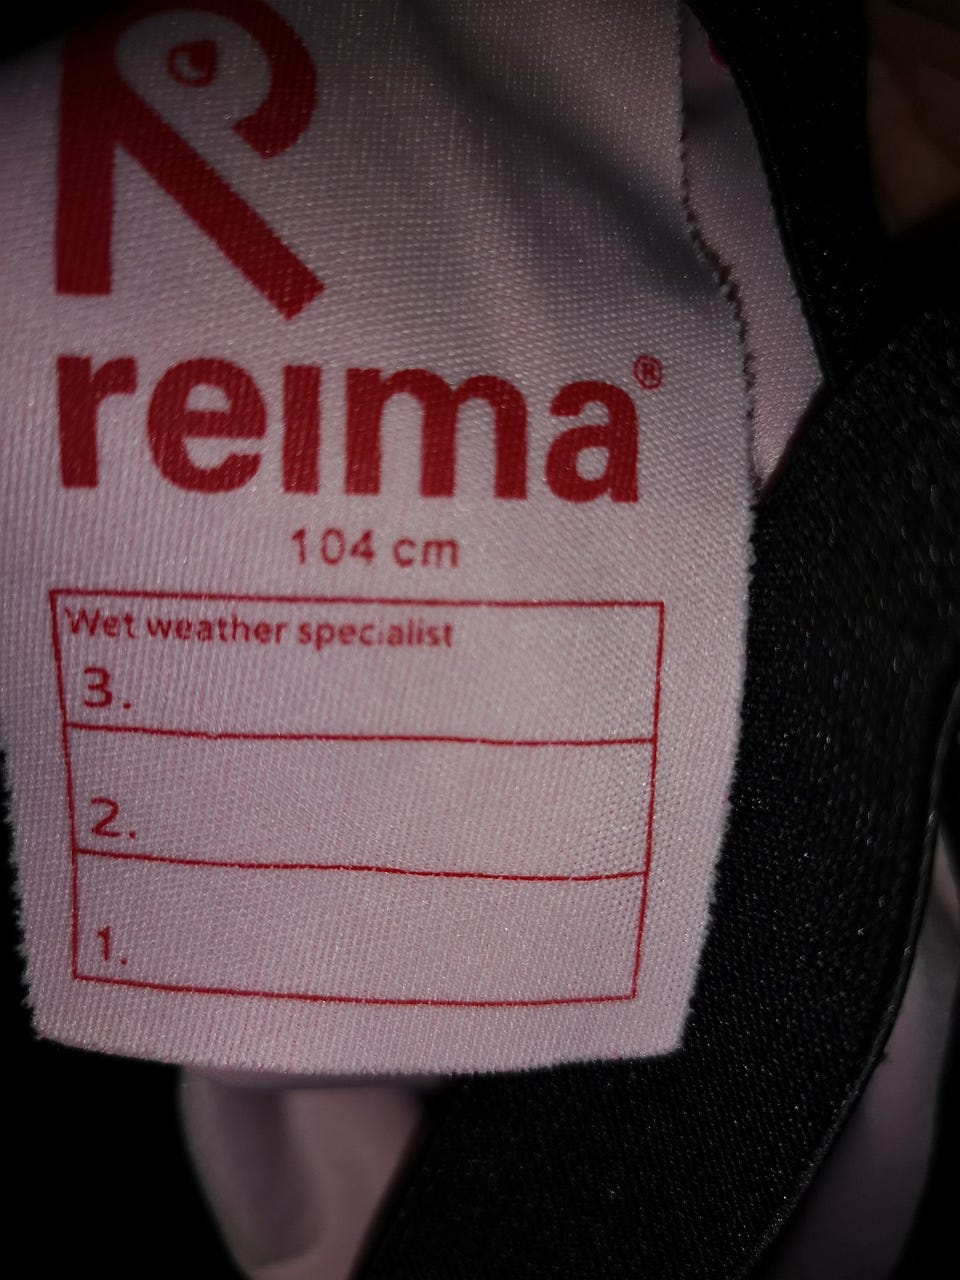 reima®
104 cm
Wet weather specialist
3.
2.
1.